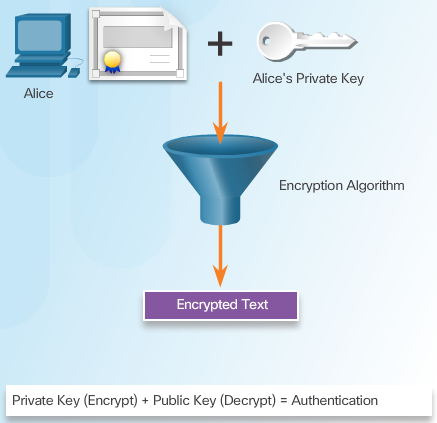 Alice
Alice's Private Key
Encryption Algorithm
Encrypted Text
Private Key (Encrypt) + Public Key (Decrypt) = Authentication